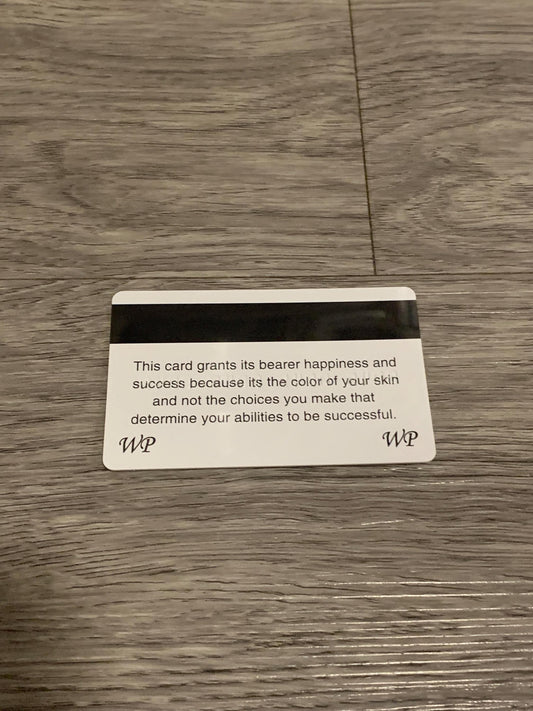 This card grants its bearer happiness and
success because its the color of your skin
and not the choices you make that
determine your abilities to be successful.
WP WP